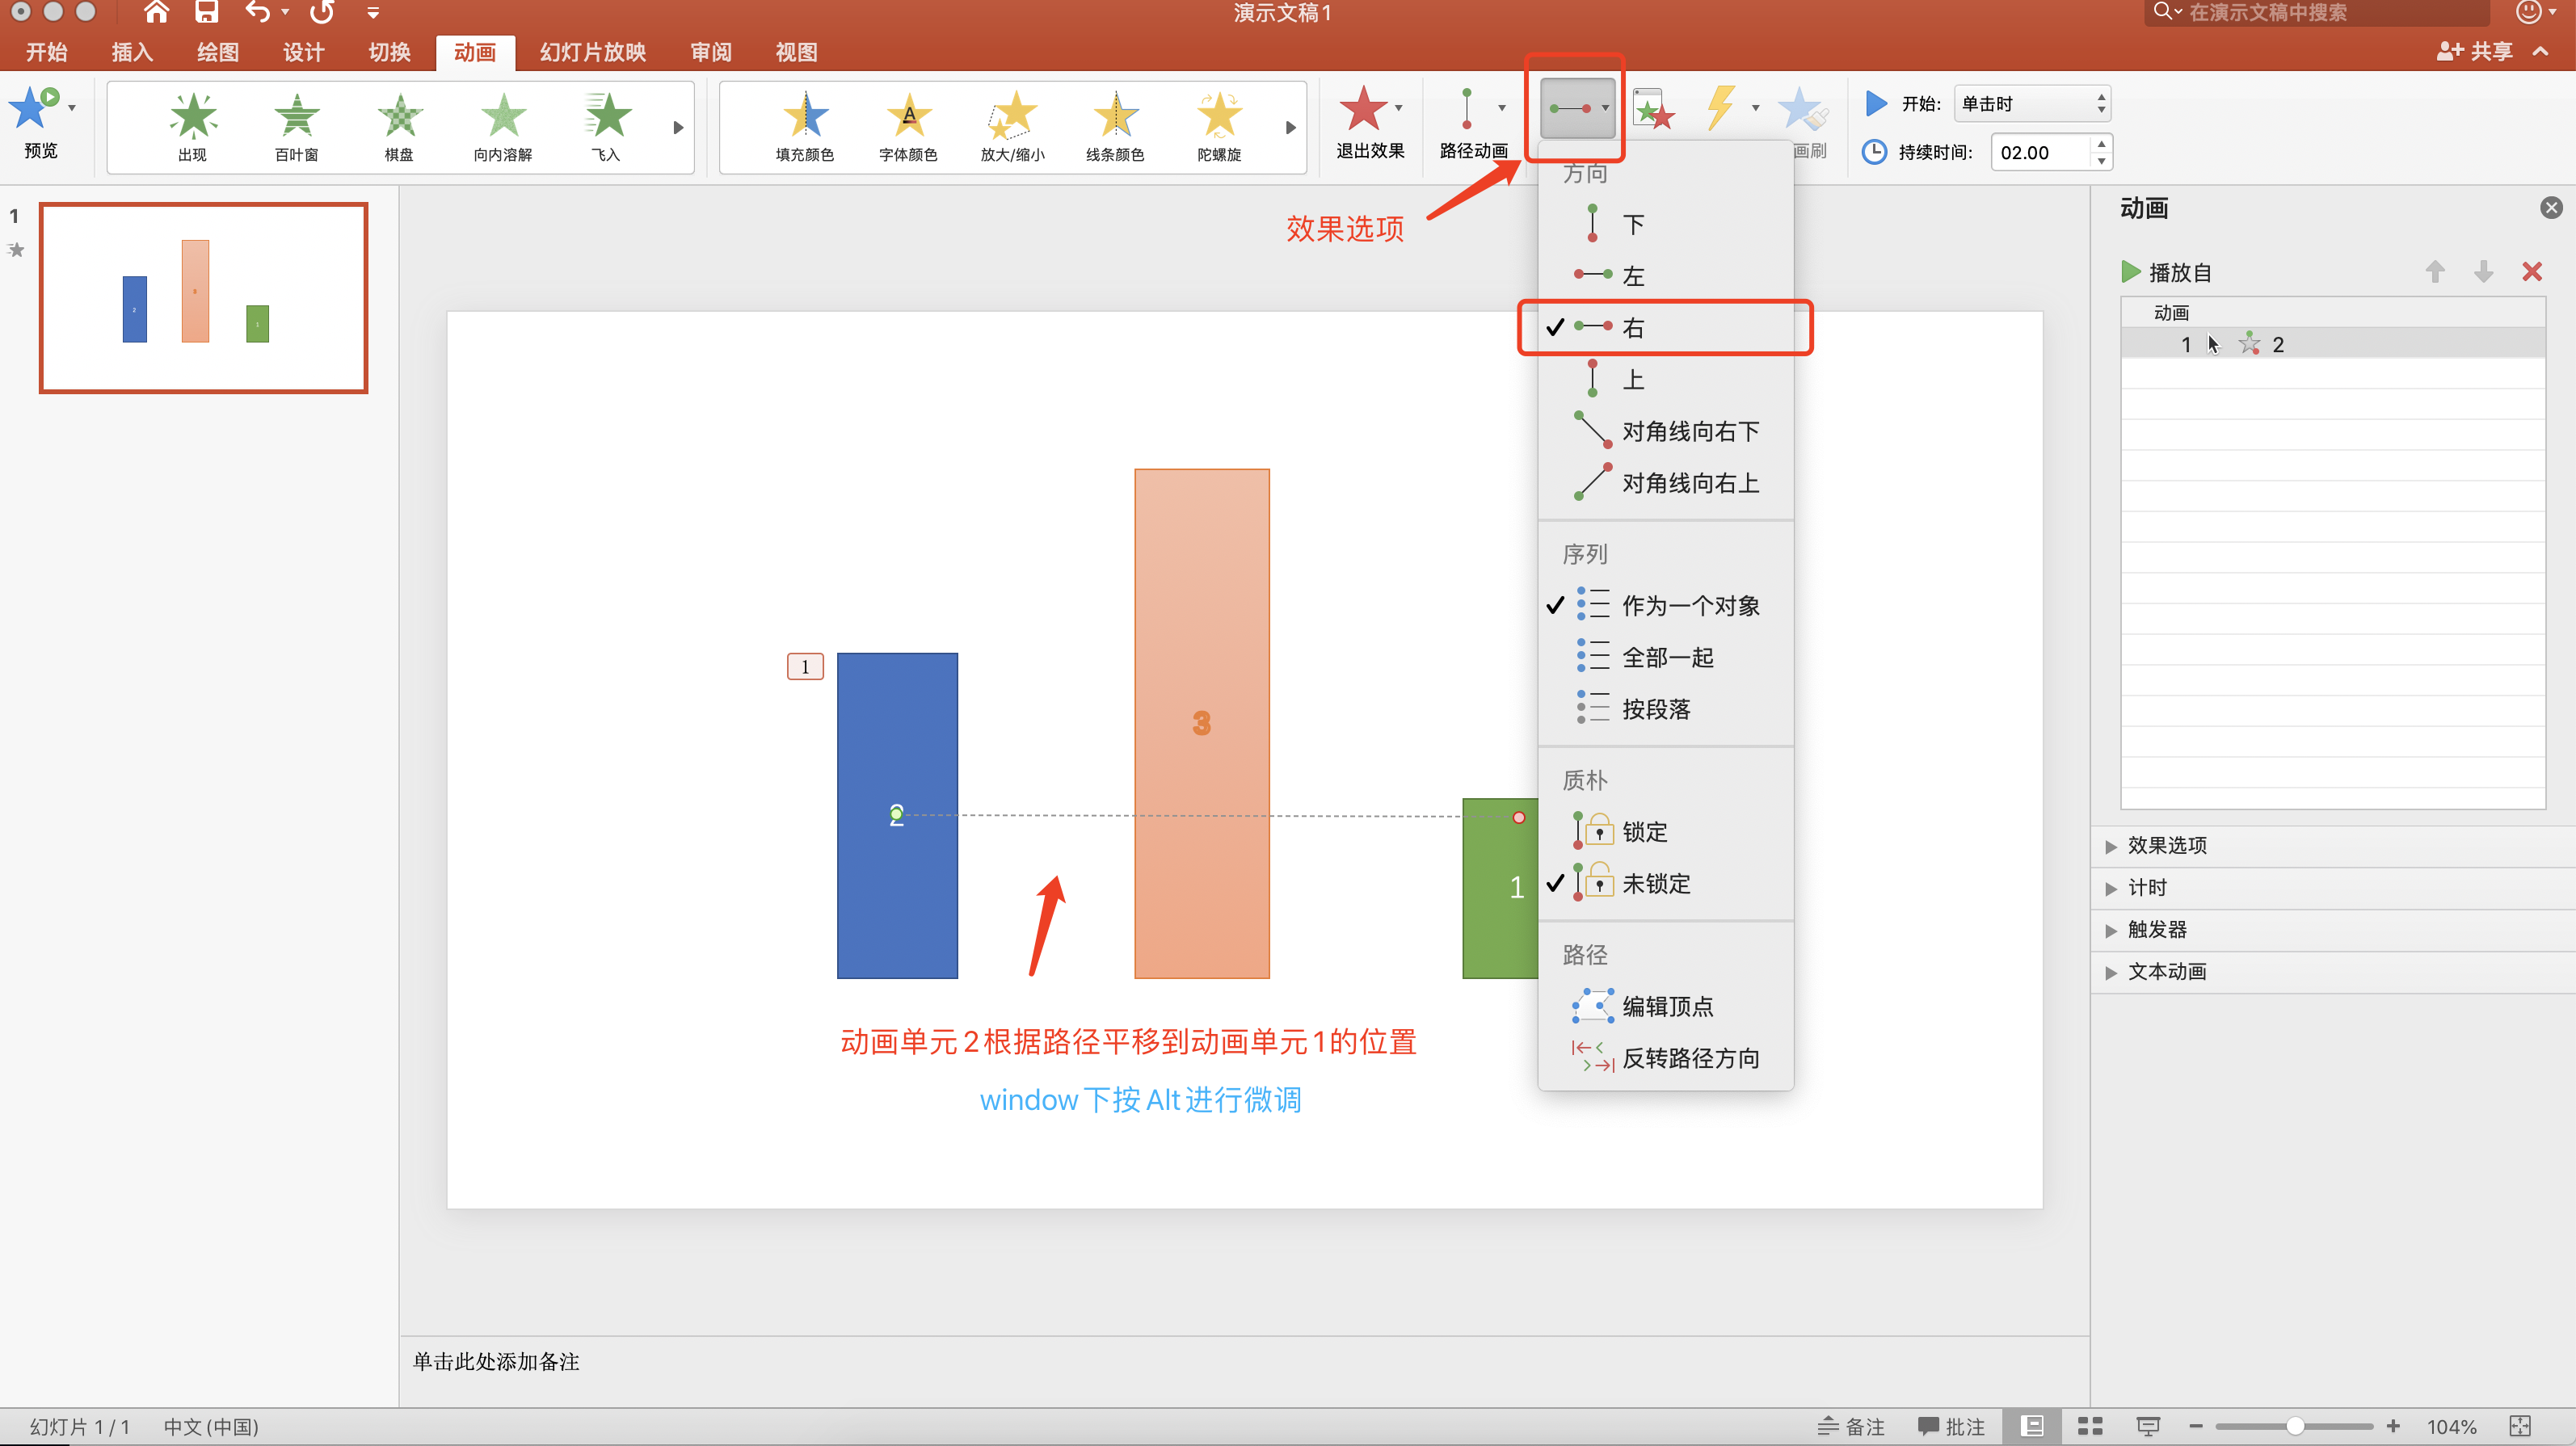 演示文稿1
在演示文稿中搜索
开始 插入 绘图 设计 切换 动画 幻灯片放映 审阅 视图
共享
预览
出现 百叶窗 棋盘 向内溶解 飞入
填充颜色 字体颜色 放大/缩小 线条颜色 陀螺旋
退出效果 路径动画
画刷
开始: 单击时
持续时间: 02.00
1
2
3
1
效果选项
方向
下
左
右
上
对角线向右下
对角线向右上
序列
作为一个对象
全部一起
按段落
质朴
锁定
未锁定
路径
编辑顶点
反转路径方向
1
2
3
1
动画单元2根据路径平移到动画单元1的位置
window下按Alt进行微调
动画
播放自
动画
1 2
效果选项
计时
触发器
文本动画
单击此处添加备注
幻灯片 1 / 1 中文 (中国)
备注 批注 104%